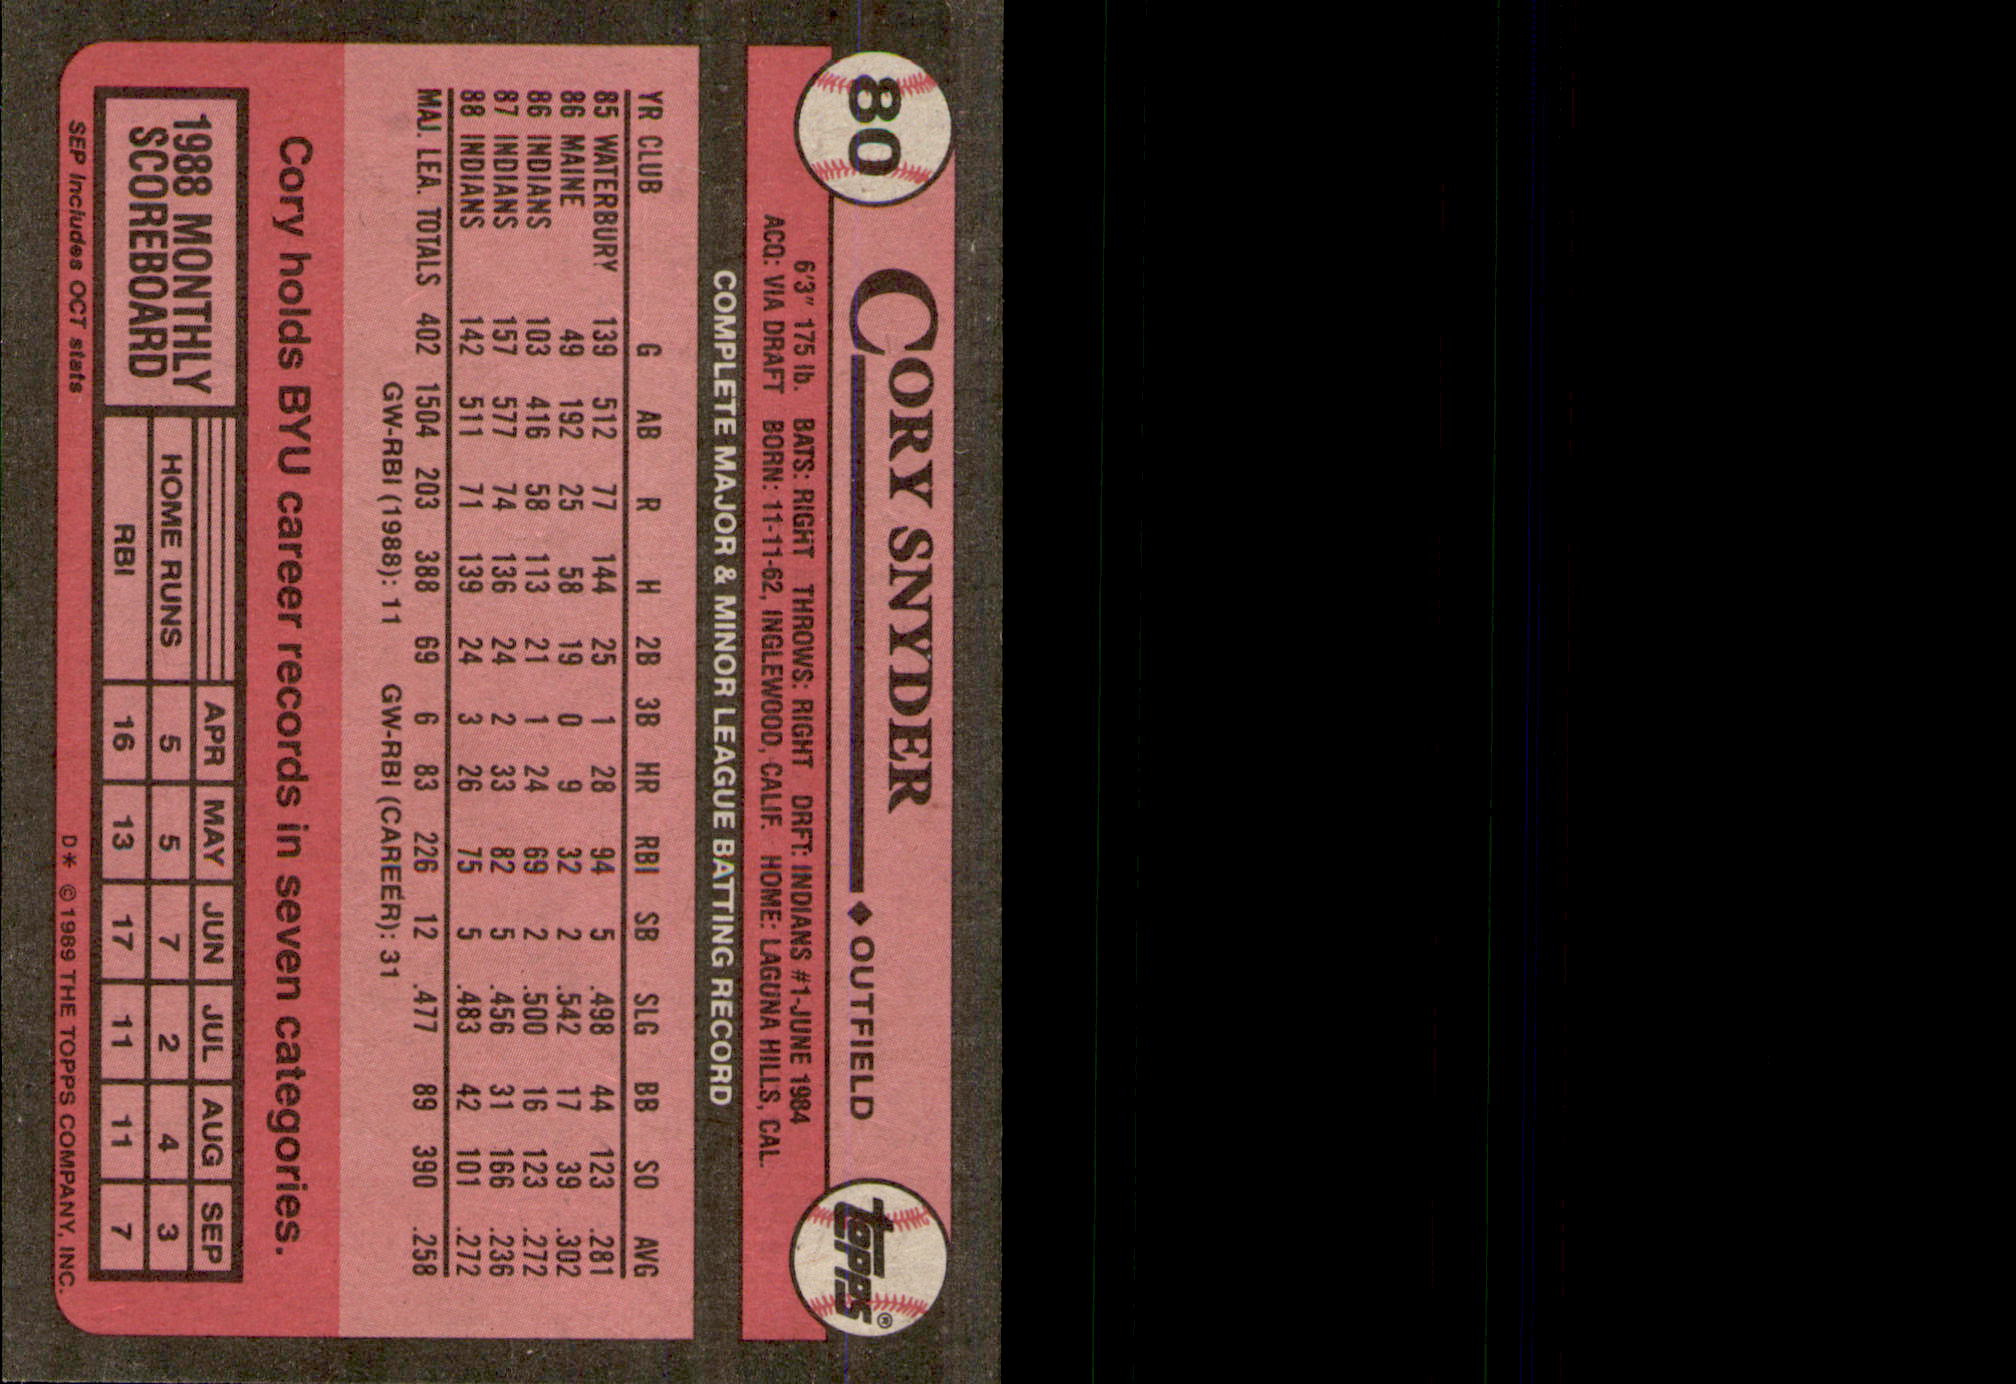 80
CORY SNYDER ◆ OUTFIELD
topps®
6'3" 175 lb. BATS: RIGHT THROWS: RIGHT DRFT: INDIANS #1-JUNE 1984
ACQ: VIA DRAFT BORN: 11-11-62, INGLEWOOD, CALIF. HOME: LAGUNA HILLS, CAL.
COMPLETE MAJOR & MINOR LEAGUE BATTING RECORD
YR CLUB G AB R H 2B 3B HR RBI SB SLG BB SO AVG
85 WATERBURY 139 512 77 144 25 1 28 94 5 .498 44 123 .281
86 MAINE 49 192 25 58 19 0 9 32 2 .542 17 39 .302
86 INDIANS 103 416 58 113 21 1 24 69 2 .500 16 123 .272
87 INDIANS 157 577 74 136 24 2 33 82 5 .456 31 166 .236
88 INDIANS 142 511 71 139 24 3 26 75 5 .483 42 101 .272
MAJ. LEA. TOTALS 402 1504 203 388 69 6 83 226 12 .477 89 390 .258
GW-RBI (1988): 11 GW-RBI (CAREER): 31
Cory holds BYU career records in seven categories.
1988 MONTHLY
SCOREBOARD
APR MAY JUN JUL AUG SEP
HOME RUNS 5 5 7 2 4 3
RBI 16 13 17 11 11 7
SEP Includes OCT stats
D* ©1989 THE TOPPS COMPANY, INC.